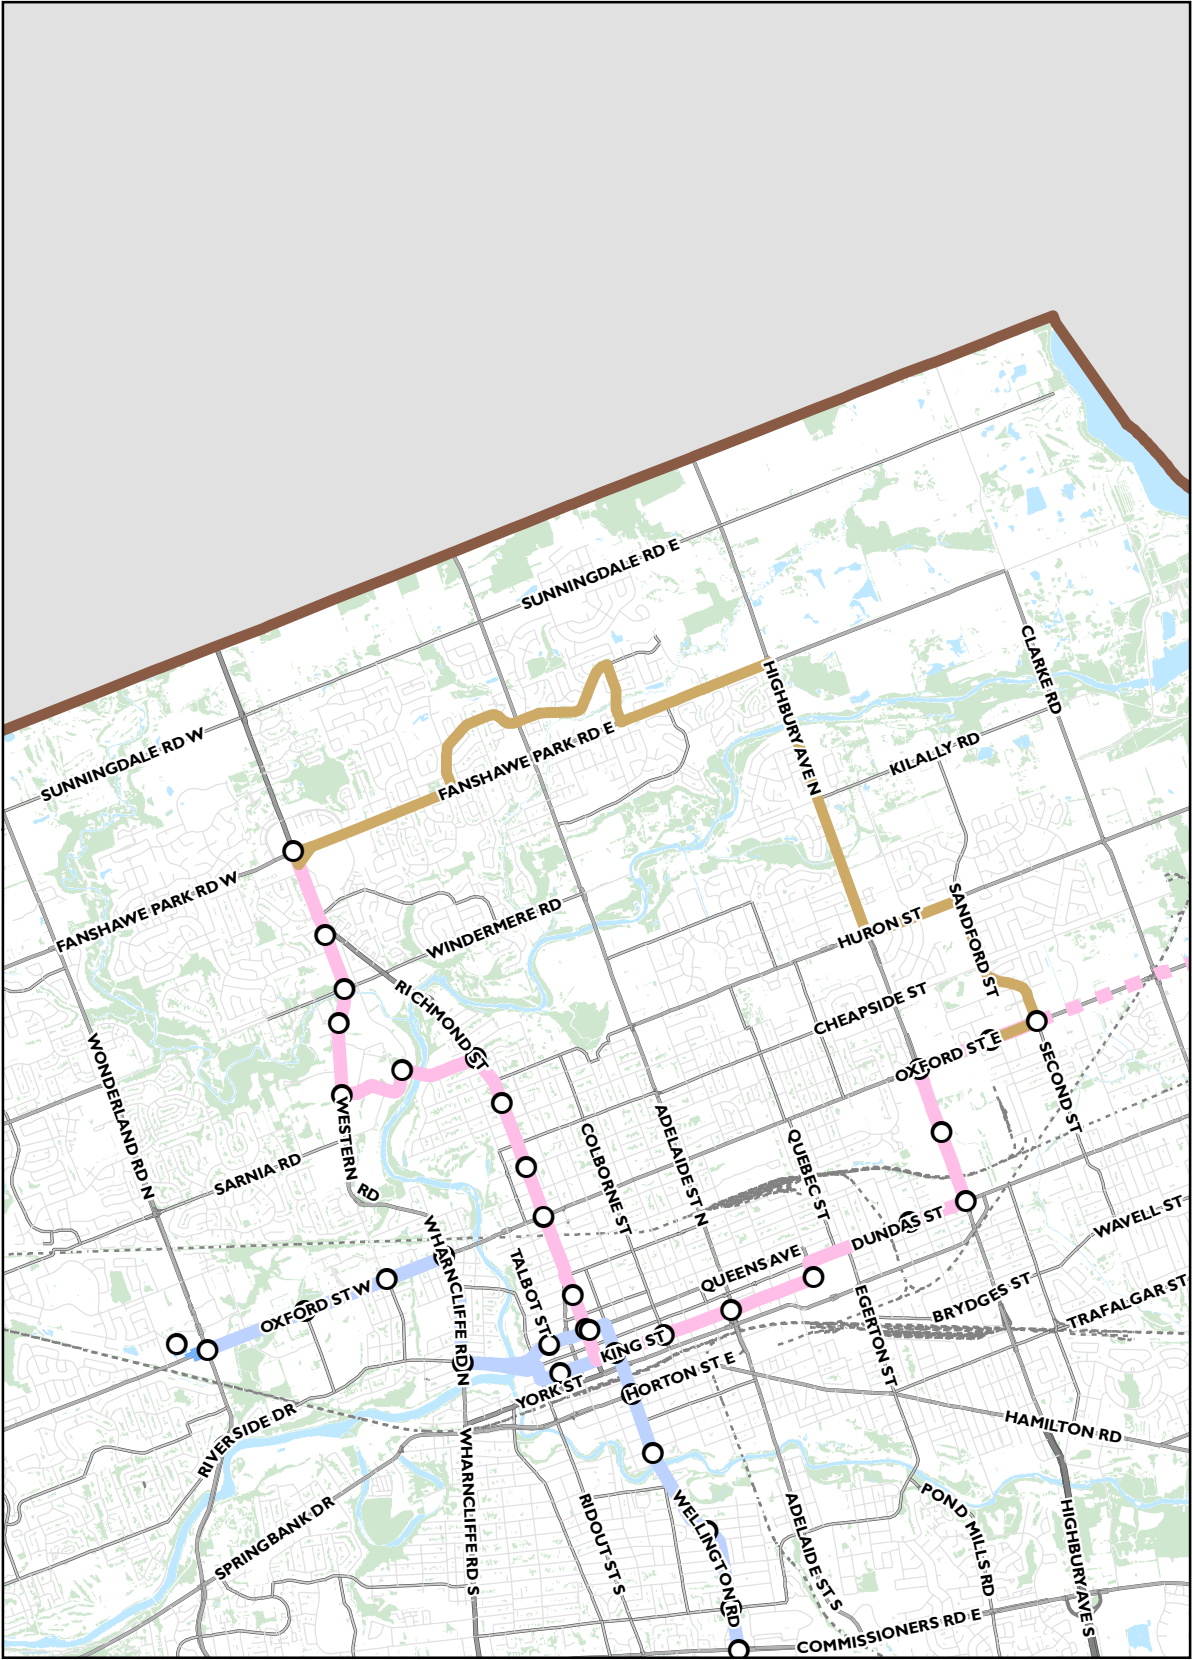 SUNNINGDALE RD E
CLARKE RD
HIGHBURY AVE N
SUNNINGDALE RD W
FANSHAWE PARK RD E
KILALLY RD
FANSHAWE PARK RD W
WINDERMERE RD
HURON ST
SANDFORD ST
RICHMOND ST
CHEAPSIDE ST
WONDERLAND RD N
OXFORD ST E
SECOND ST
WESTERN RD
SARNIA RD
COLBORNE ST
ADELAIDE ST N
QUEBEC ST
WHARNCLIFFE RD N
TALBOT ST
QUEENS AVE
DUNDAS ST
WAVELL ST
OXFORD ST W
EGERTON ST
BRYDGES ST
TRAFALGAR ST
KING ST
YORK ST
HORTON ST E
RIVERSIDE DR
HAMILTON RD
WHARNCLIFFE RD S
SPRINGBANK DR
RIDOUT ST S
WELLINGTON RD
ADELAIDE ST S
POND MILLS RD
HIGHBURY AVE S
COMMISSIONERS RD E